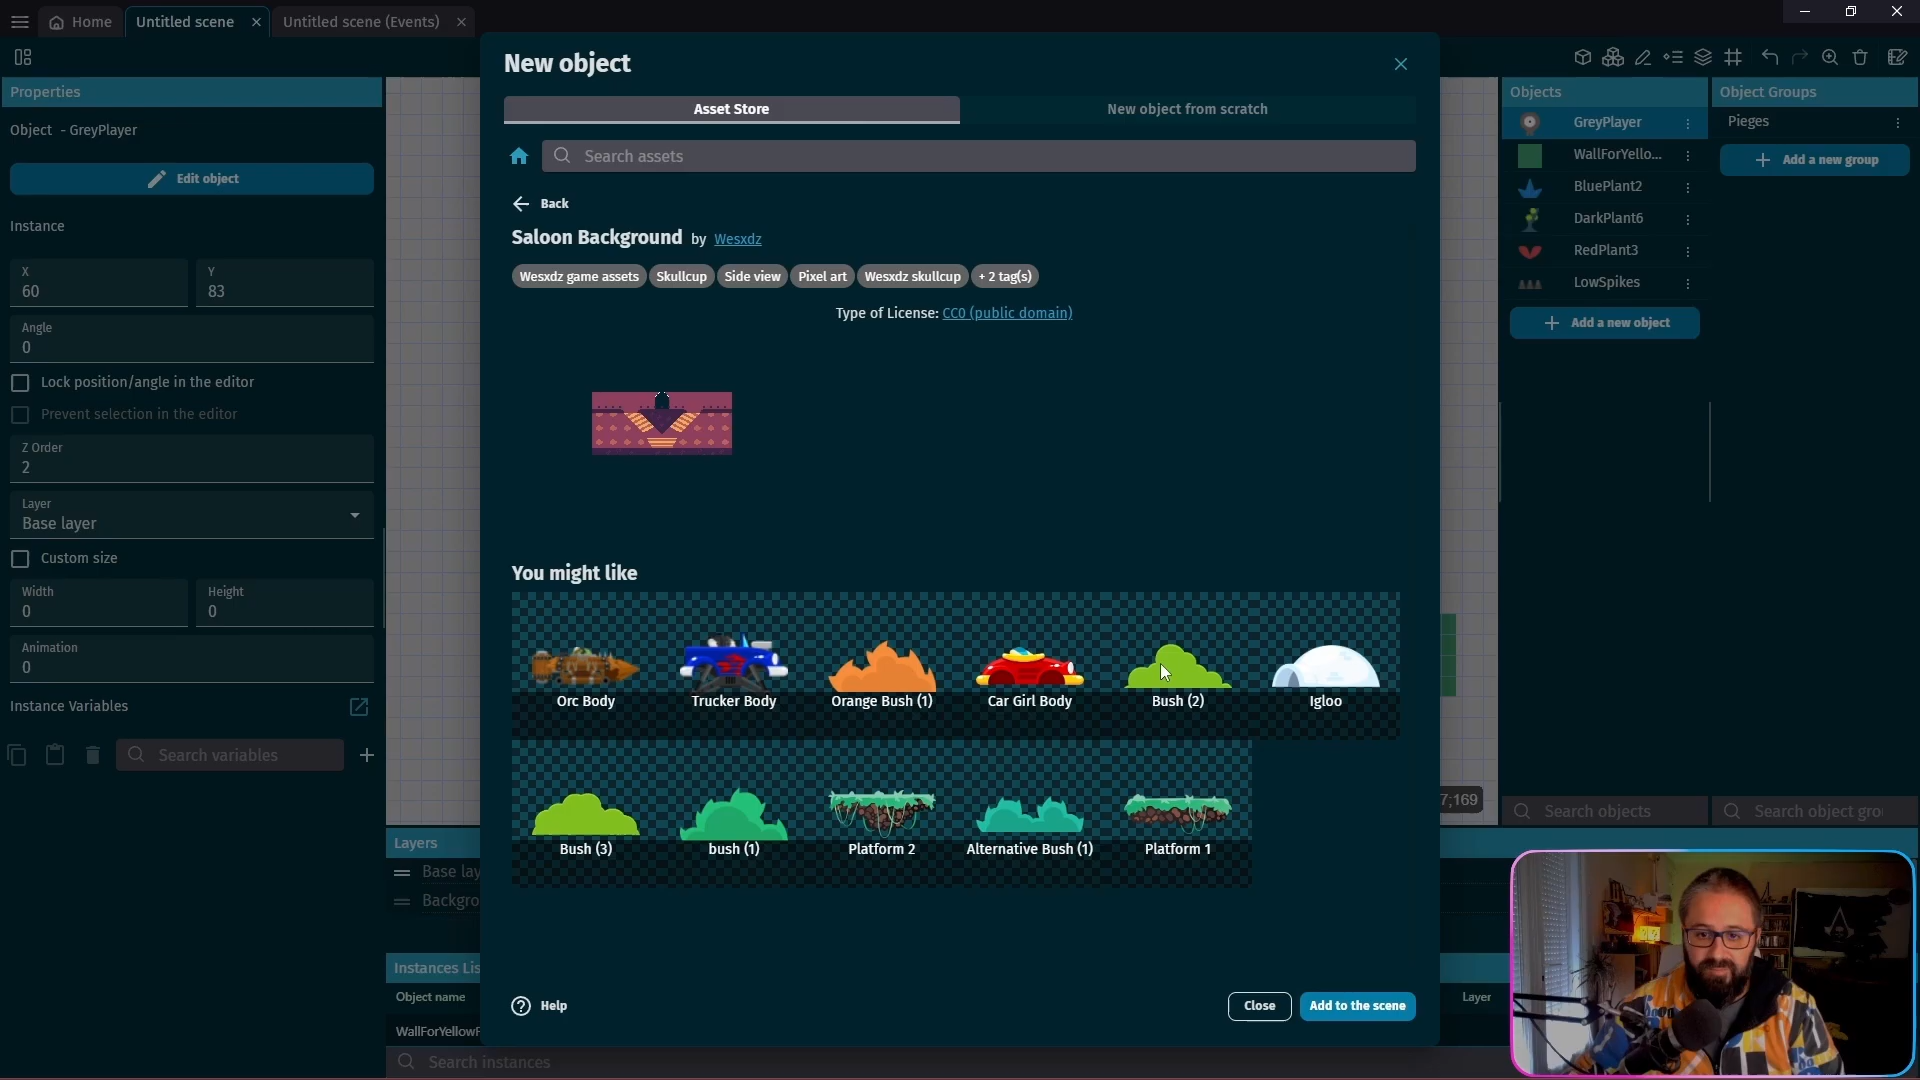 Home
Untitled scene
Untitled scene (Events)
Properties
Object - GreyPlayer
Edit object
Instance
X
60
Y
83
Angle
0
Lock position/angle in the editor
Prevent selection in the editor
Z Order
2
Layer
Base layer
Custom size
Width
0
Height
0
Animation
0
Instance Variables
Search variables
New object
Asset Store
New object from scratch
Search assets
Back
Saloon Background by Wesxdz
Wesxdz game assets
Skullcup
Side view
Pixel art
Wesxdz skullcup
+ 2 tag(s)
Type of License: CC0 (public domain)
You might like
Orc Body
Trucker Body
Orange Bush (1)
Car Girl Body
Bush (2)
Igloo
Bush (3)
bush (1)
Platform 2
Alternative Bush (1)
Platform 1
Help
Close
Add to the scene
Layers
Base lay
Backgro
Instances Lis
Object name
Layer
WallForYellowF
Search instances
7;169
Objects
GreyPlayer
WallForYello...
BluePlant2
DarkPlant6
RedPlant3
LowSpikes
Add a new object
Search objects
Object Groups
Pieges
Add a new group
Search object gro